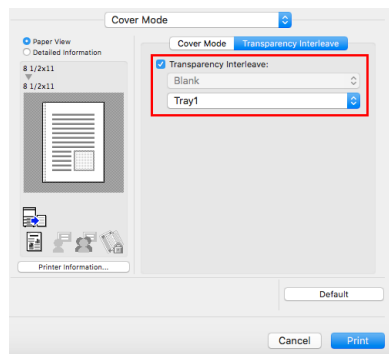 Cover Mode
Paper View
Detailed Information
8 1/2x11
8 1/2x11
Printer Information...
Cover Mode Transparency Interleave
Transparency Interleave:
Blank
Tray1
Default
Cancel Print